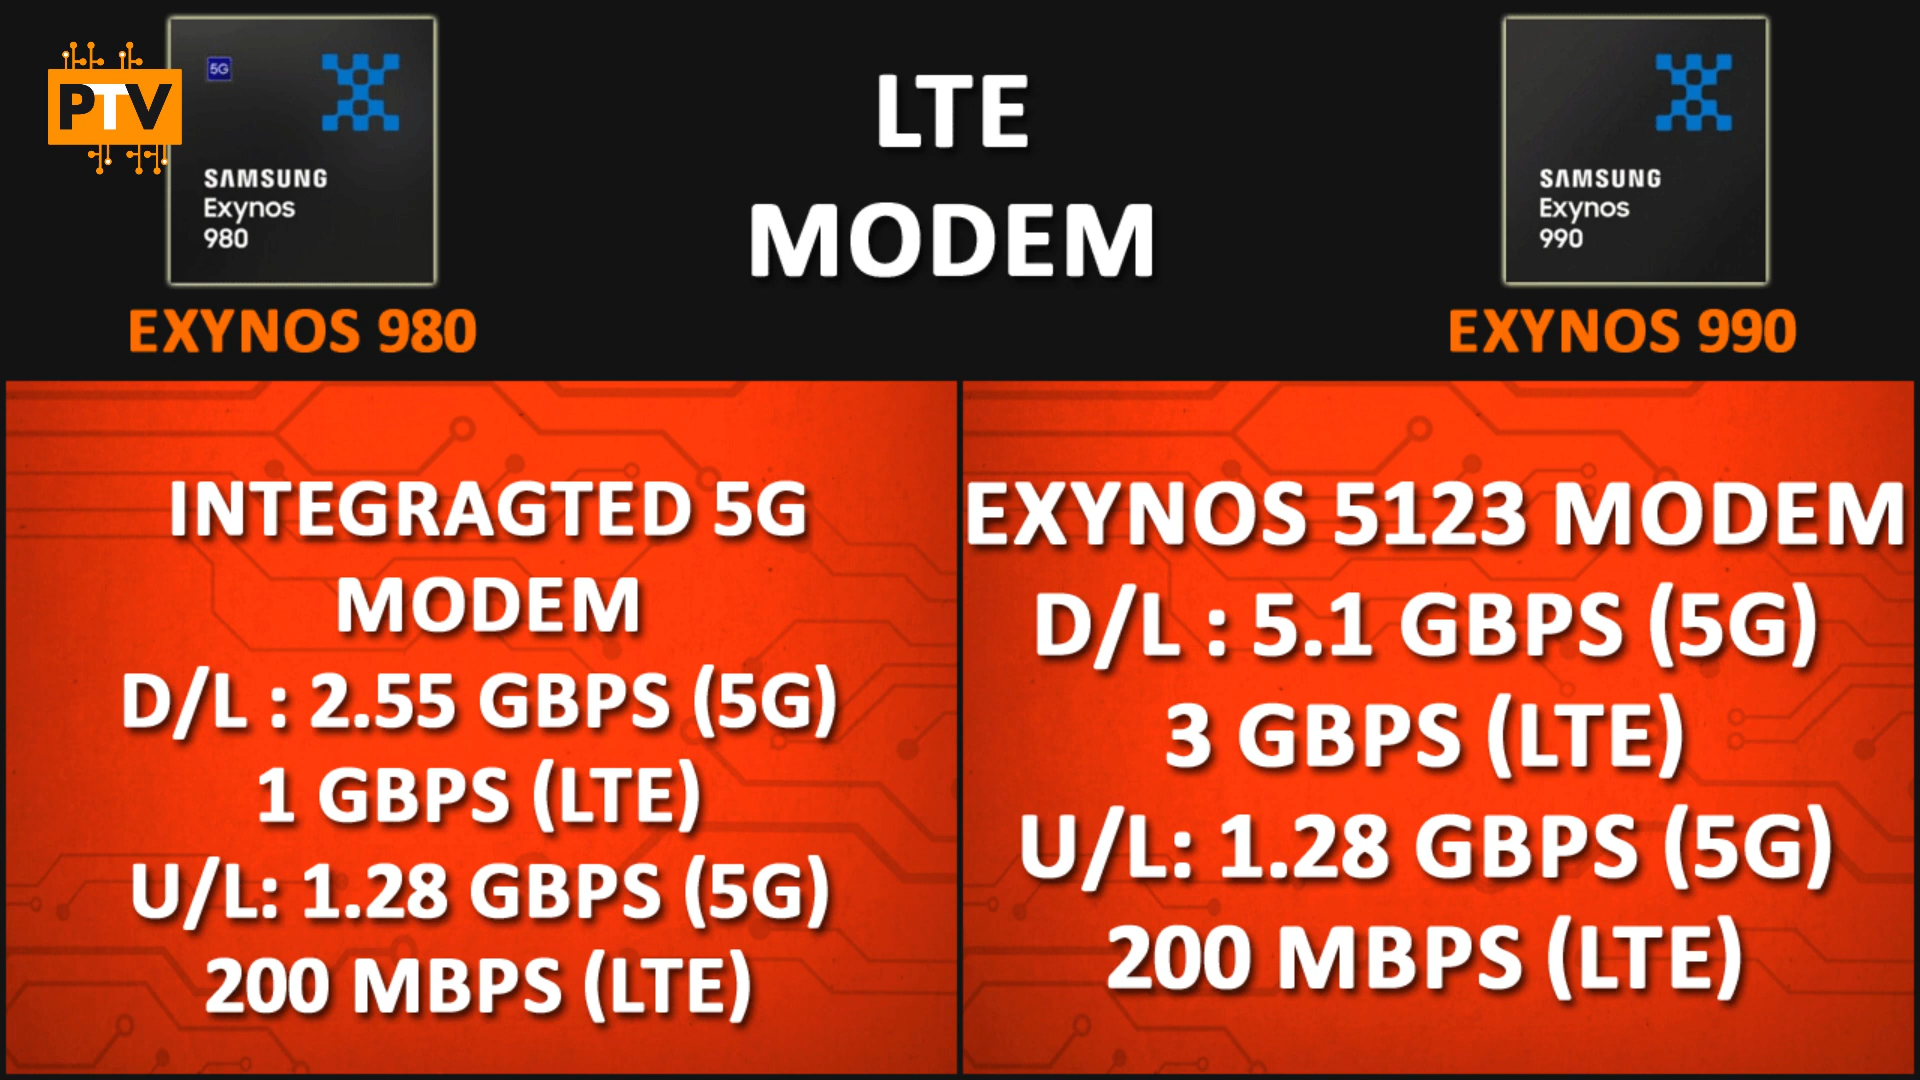 PTV
5G
SAMSUNG
Exynos
980
EXYNOS 980
LTE
MODEM
SAMSUNG
Exynos
990
EXYNOS 990
INTEGRAGTED 5G
MODEM
D/L : 2.55 GBPS (5G)
1 GBPS (LTE)
U/L: 1.28 GBPS (5G)
200 MBPS (LTE)
EXYNOS 5123 MODEM
D/L : 5.1 GBPS (5G)
3 GBPS (LTE)
U/L: 1.28 GBPS (5G)
200 MBPS (LTE)